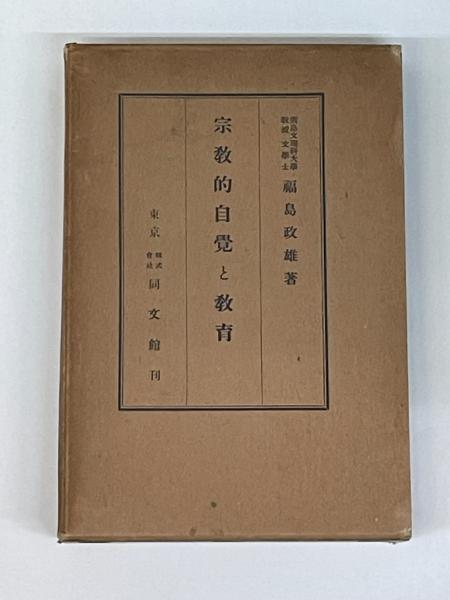 廣島文理科大學
教授 文學士
福島政雄著
宗教的自覺と教育
東京 株式會社 同文館刊